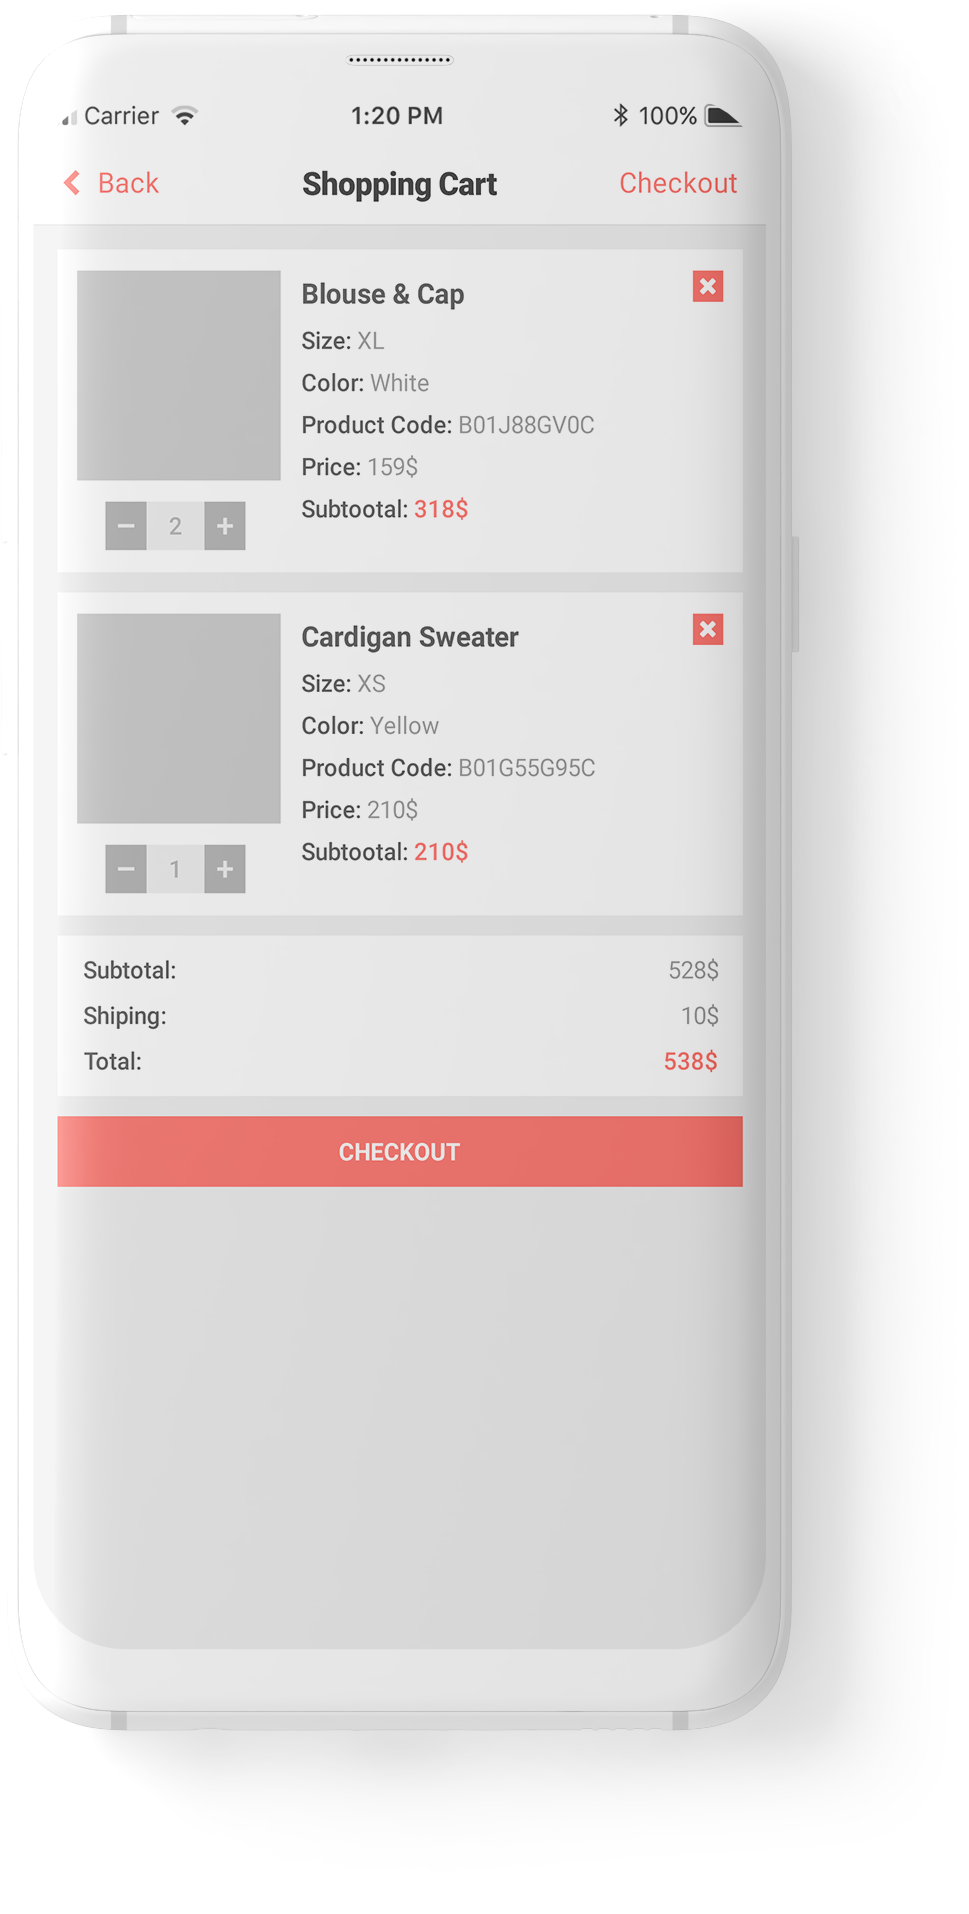 Carrier 1:20 PM 100%
Back Shopping Cart Checkout
Blouse & Cap
Size: XL
Color: White
Product Code: B01J88GV0C
Price: 159$
Subtootal: 318$
2
Cardigan Sweater
Size: XS
Color: Yellow
Product Code: B01G55G95C
Price: 210$
Subtootal: 210$
1
Subtotal: 528$
Shiping: 10$
Total: 538$
CHECKOUT